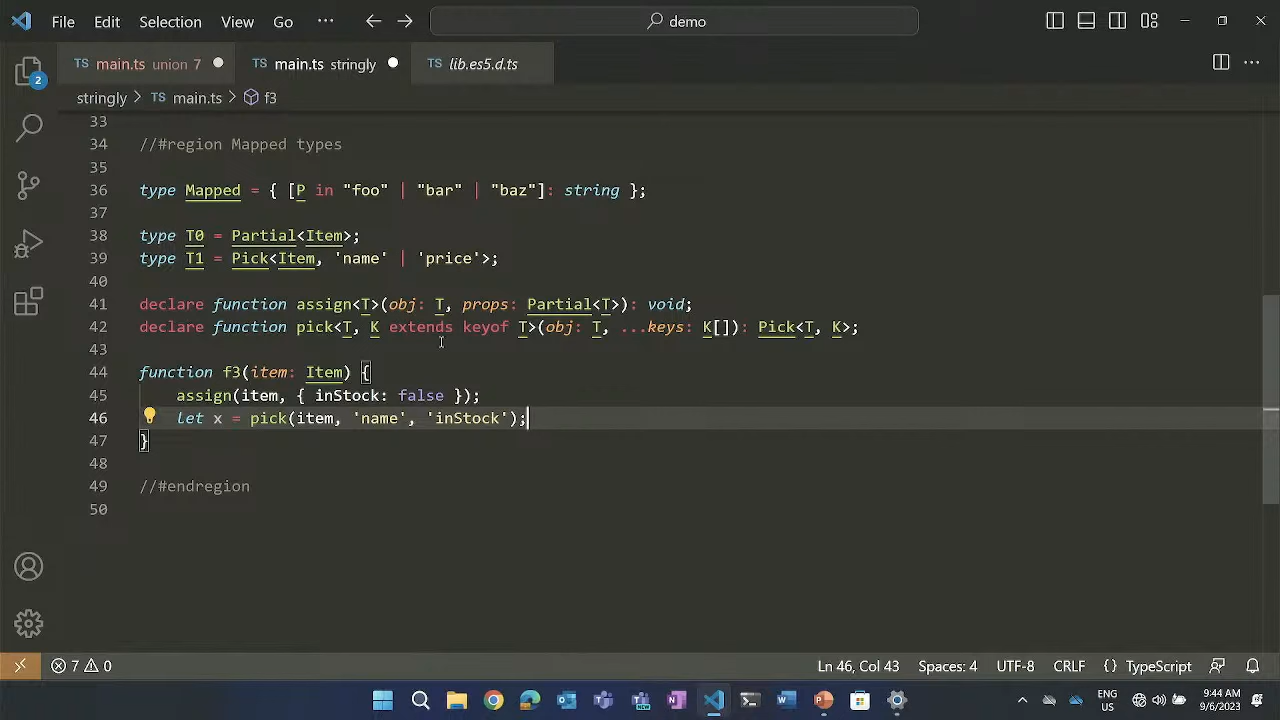 File Edit Selection View Go ··· demo
TS main.ts union 7 TS main.ts stringly TS lib.es5.d.ts
stringly > TS main.ts > f3
2
33
34 //#region Mapped types
35
36 type Mapped = { [P in "foo" | "bar" | "baz"]: string };
37
38 type T0 = Partial<Item>;
39 type T1 = Pick<Item, 'name' | 'price'>;
40
41 declare function assign<T>(obj: T, props: Partial<T>): void;
42 declare function pick<T, K extends keyof T>(obj: T, ...keys: K[]): Pick<T, K>;
43
44 function f3(item: Item) {
45 assign(item, { inStock: false });
46 let x = pick(item, 'name', 'inStock');
47 }
48
49 //#endregion
50
7 0 Ln 46, Col 43 Spaces: 4 UTF-8 CRLF {} TypeScript
ENG 9:44 AM
US 9/6/2023